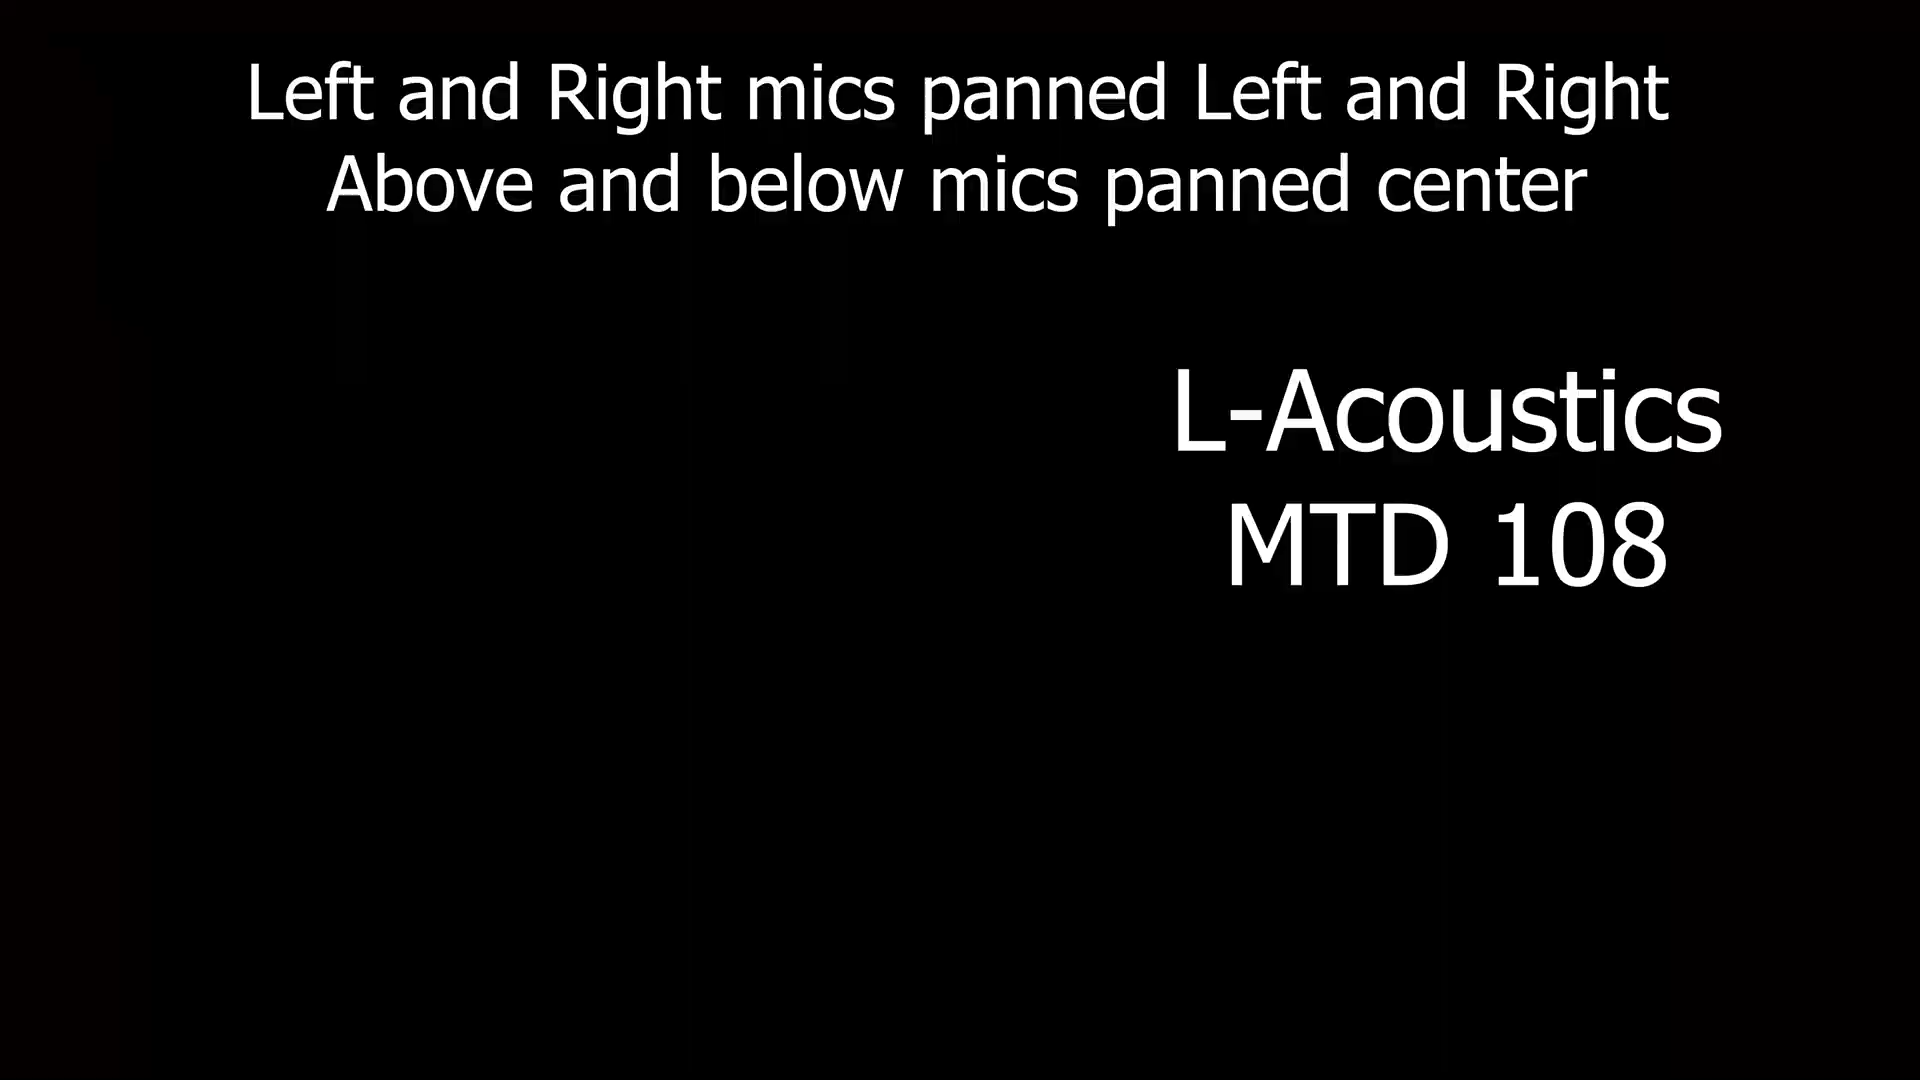 Left and Right mics panned Left and Right
Above and below mics panned center
L-Acoustics
MTD 108